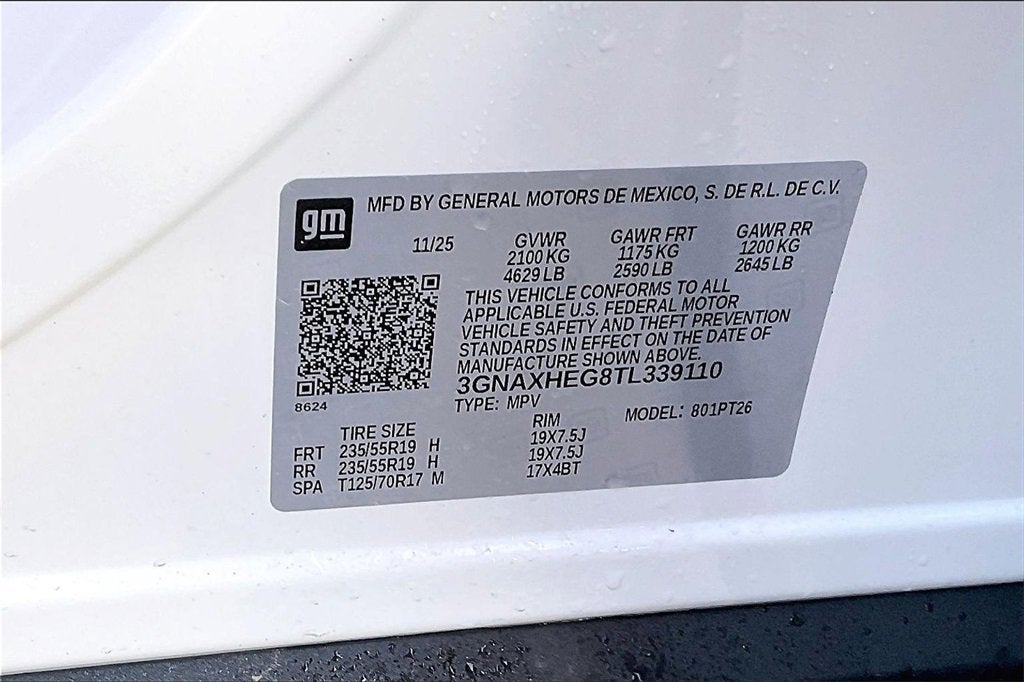 gm
MFD BY GENERAL MOTORS DE MEXICO, S. DE R.L. DE C.V.
11/25 GVWR GAWR FRT GAWR RR
2100 KG 1175 KG 1200 KG
4629 LB 2590 LB 2645 LB
THIS VEHICLE CONFORMS TO ALL
APPLICABLE U.S. FEDERAL MOTOR
VEHICLE SAFETY AND THEFT PREVENTION
STANDARDS IN EFFECT ON THE DATE OF
MANUFACTURE SHOWN ABOVE.
3GNAXHEG8TL339110
8624
TYPE: MPV MODEL: 801PT26
TIRE SIZE RIM
FRT 235/55R19 H 19X7.5J
RR 235/55R19 H 19X7.5J
SPA T125/70R17 M 17X4BT